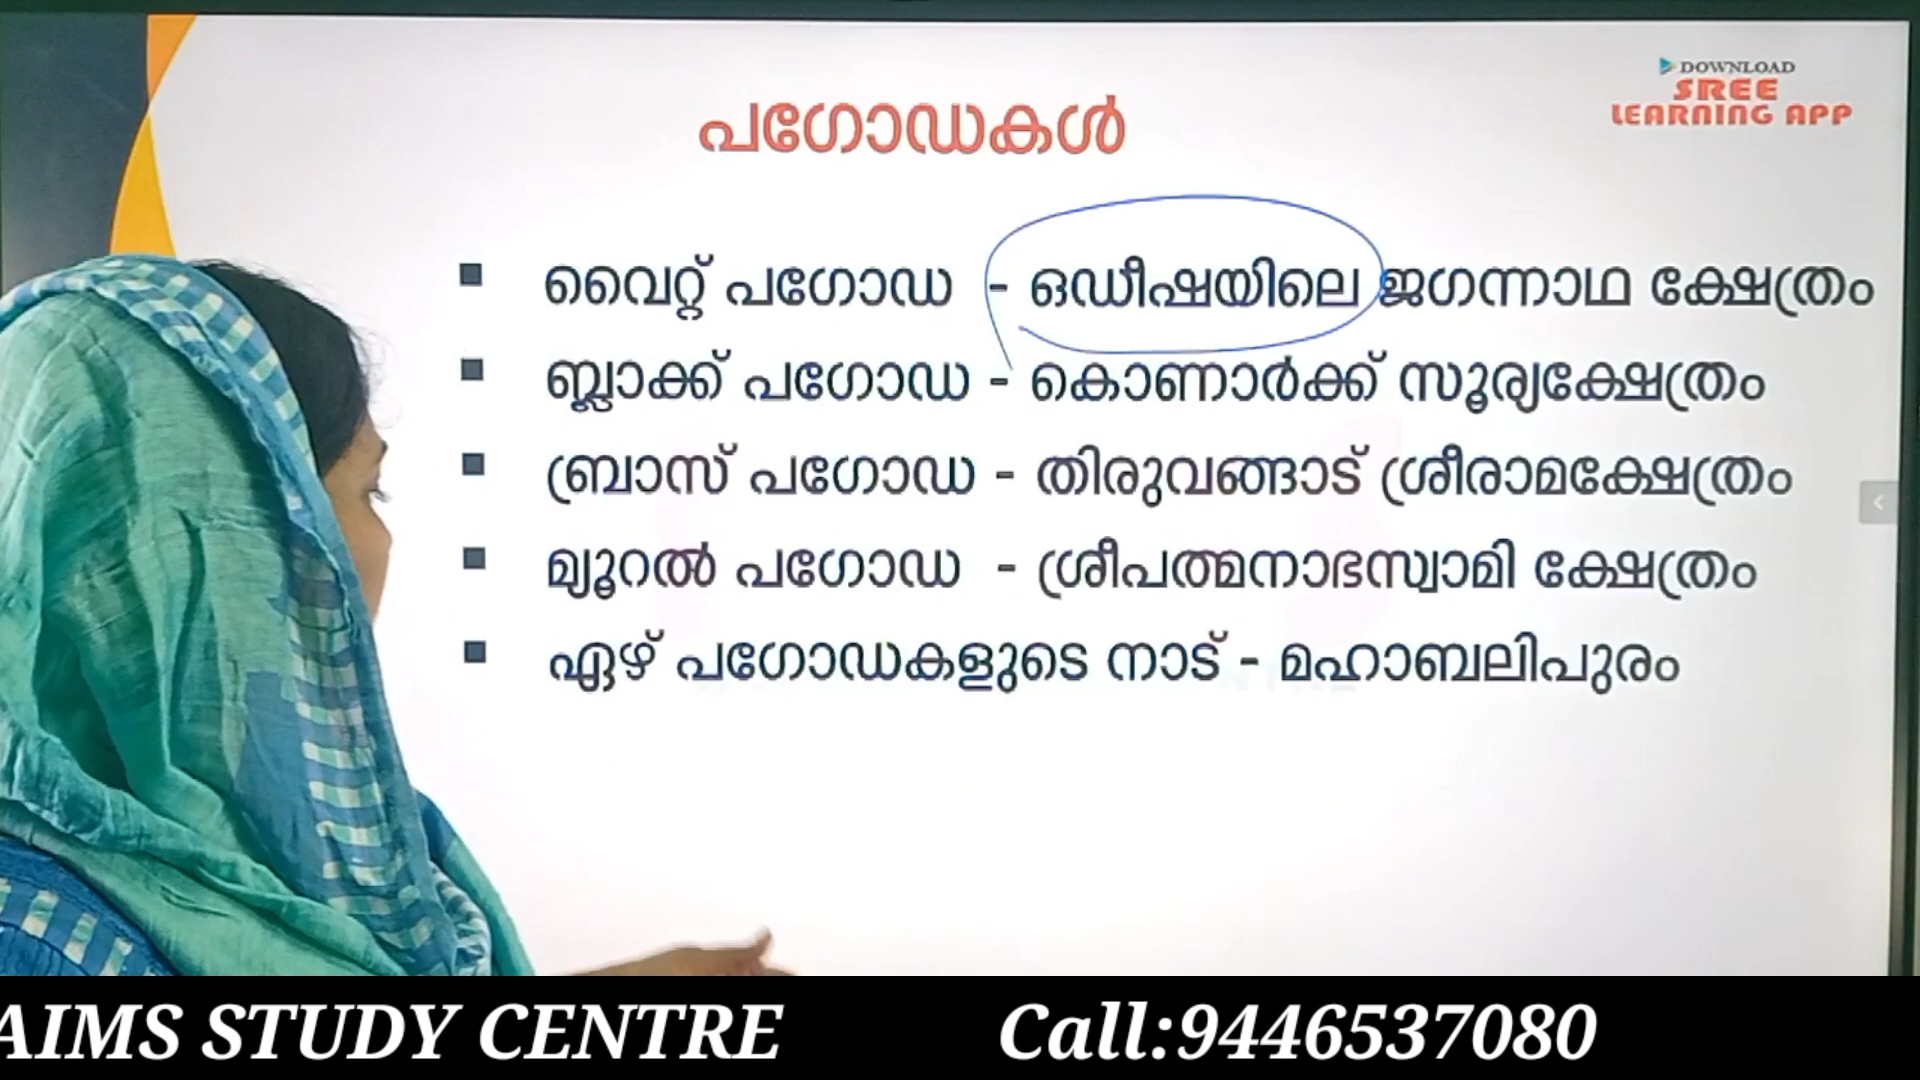 DOWNLOAD
SREE
LEARNING APP
പഗോഡകൾ
വൈറ്റ് പഗോഡ - ഒഡീഷയിലെ ജഗന്നാഥ ക്ഷേത്രം
ബ്ലാക്ക് പഗോഡ - കൊണാർക്ക് സൂര്യക്ഷേത്രം
ബ്രാസ് പഗോഡ - തിരുവങ്ങാട് ശ്രീരാമക്ഷേത്രം
മ്യൂറൽ പഗോഡ - ശ്രീപത്മനാഭസ്വാമി ക്ഷേത്രം
ഏഴ് പഗോഡകളുടെ നാട് - മഹാബലിപുരം
AIMS STUDY CENTRE Call:9446537080